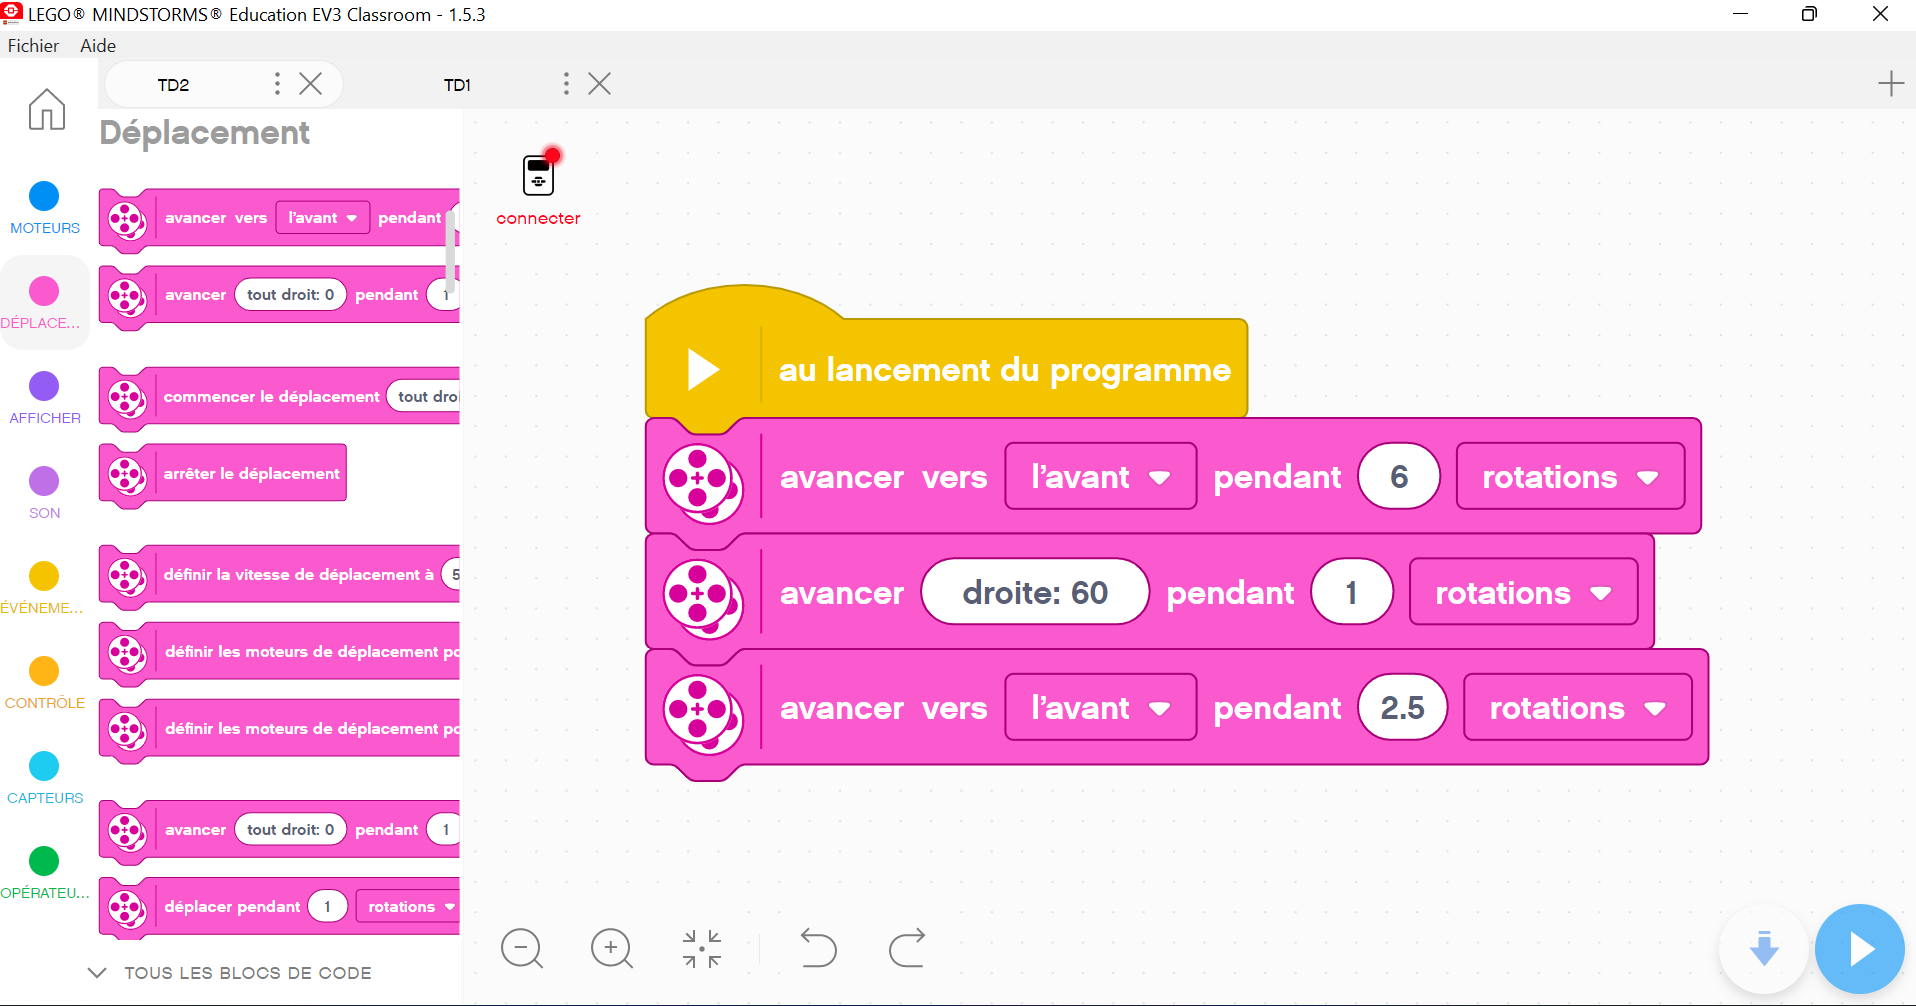 LEGO® MINDSTORMS® Education EV3 Classroom - 1.5.3
Fichier Aide
TD2 TD1
Déplacement
MOTEURS
DÉPLACE...
AFFICHER
SON
ÉVÉNEME...
CONTRÔLE
CAPTEURS
OPÉRATEU...
avancer vers l'avant pendant
avancer tout droit: 0 pendant 1
commencer le déplacement tout droi
arrêter le déplacement
définir la vitesse de déplacement à 5
définir les moteurs de déplacement po
définir les moteurs de déplacement po
avancer tout droit: 0 pendant 1
déplacer pendant 1 rotations
TOUS LES BLOCS DE CODE
connecter
au lancement du programme
avancer vers l'avant pendant 6 rotations
avancer droite: 60 pendant 1 rotations
avancer vers l'avant pendant 2.5 rotations